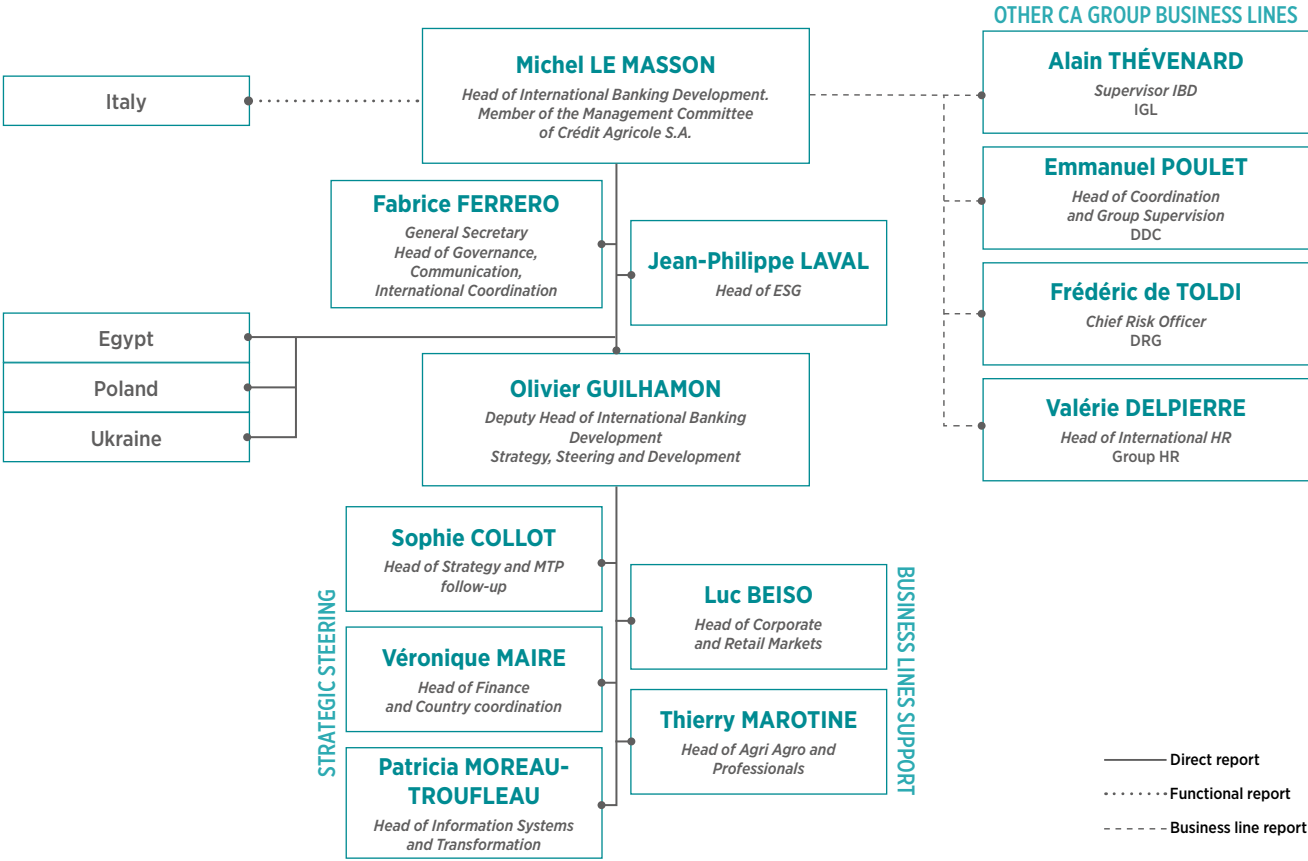 OTHER CA GROUP BUSINESS LINES
Michel LE MASSON
Head of International Banking Development.
Member of the Management Committee
of Crédit Agricole S.A.
Italy
Alain THÉVENARD
Supervisor IBD
IGL
Emmanuel POULET
Head of Coordination
and Group Supervision
DDC
Frédéric de TOLDI
Chief Risk Officer
DRG
Valérie DELPIERRE
Head of International HR
Group HR
Fabrice FERRERO
General Secretary
Head of Governance,
Communication,
International Coordination
Jean-Philippe LAVAL
Head of ESG
Egypt
Poland
Ukraine
Olivier GUILHAMON
Deputy Head of International Banking
Development
Strategy, Steering and Development
STRATEGIC STEERING
Sophie COLLOT
Head of Strategy and MTP
follow-up
Véronique MAIRE
Head of Finance
and Country coordination
Patricia MOREAU-
TROUFLEAU
Head of Information Systems
and Transformation
BUSINESS LINES SUPPORT
Luc BEISO
Head of Corporate
and Retail Markets
Thierry MAROTINE
Head of Agri Agro and
Professionals
Direct report
Functional report
Business line report